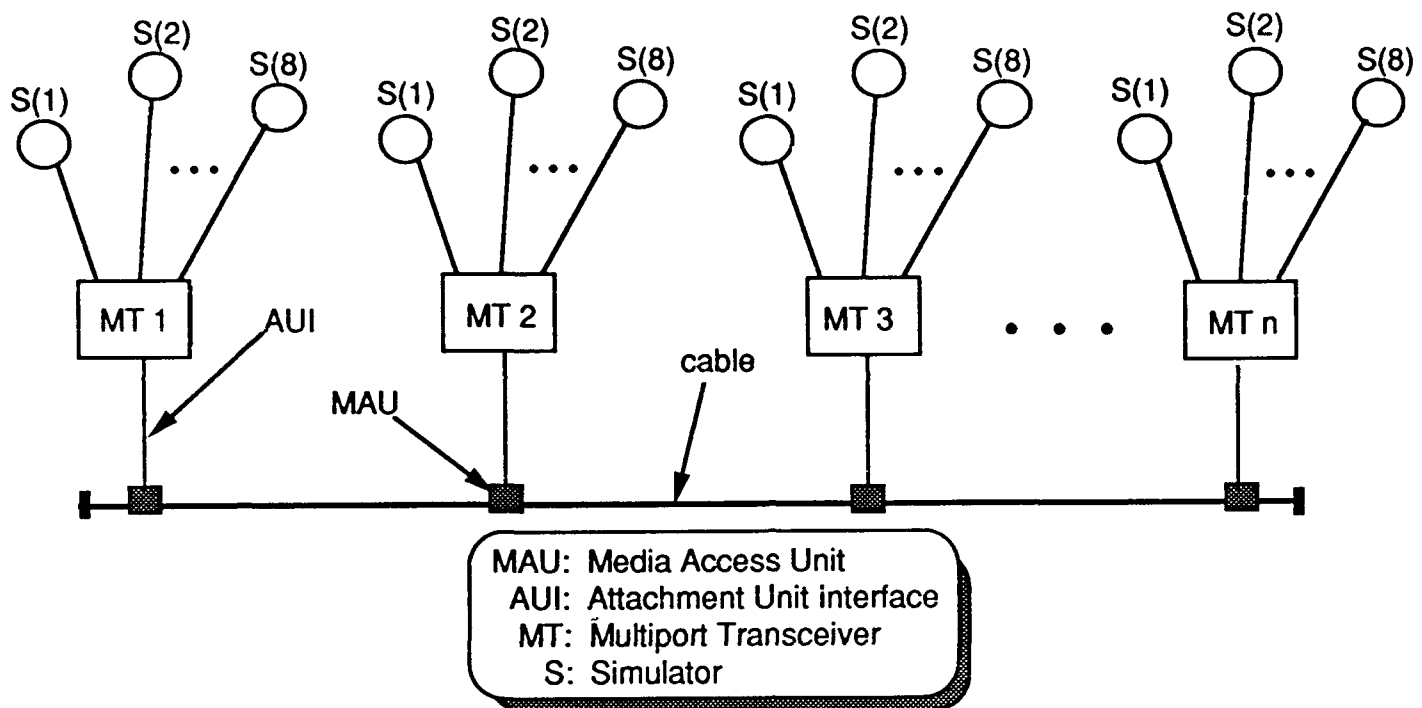 S(2) S(2) S(2) S(2)
S(8) S(8) S(8) S(8)
S(1) S(1) S(1) S(1)
... ... ... ...
MT 1 MT 2 MT 3 . . . MT n
AUI
cable
MAU
MAU: Media Access Unit
AUI: Attachment Unit interface
MT: Multiport Transceiver
S: Simulator